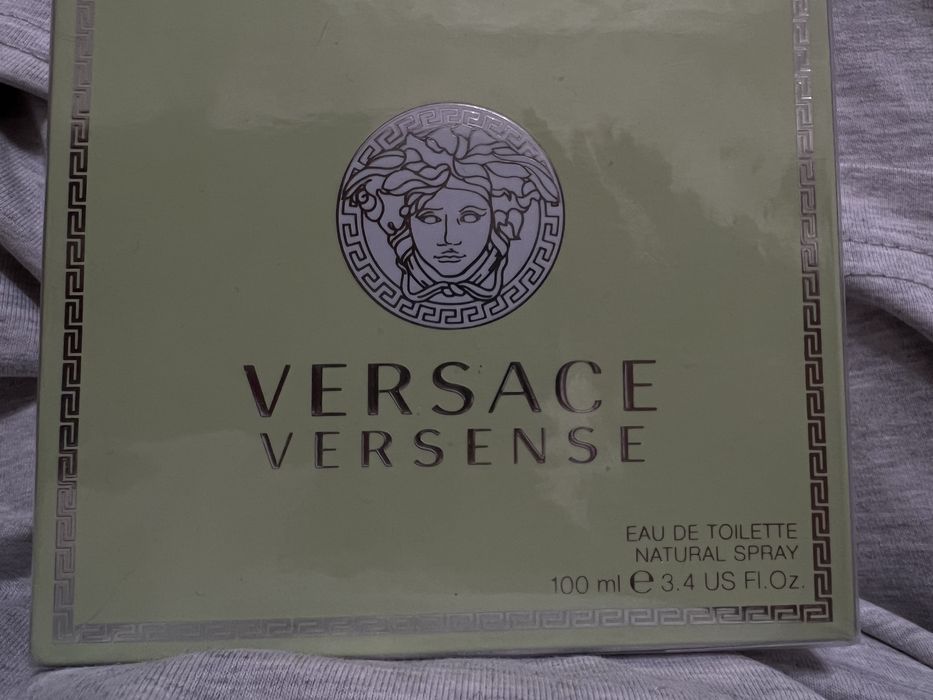 VERSACE
VERSENSE
EAU DE TOILETTE
NATURAL SPRAY
100 ml ℮ 3.4 US Fl.Oz.